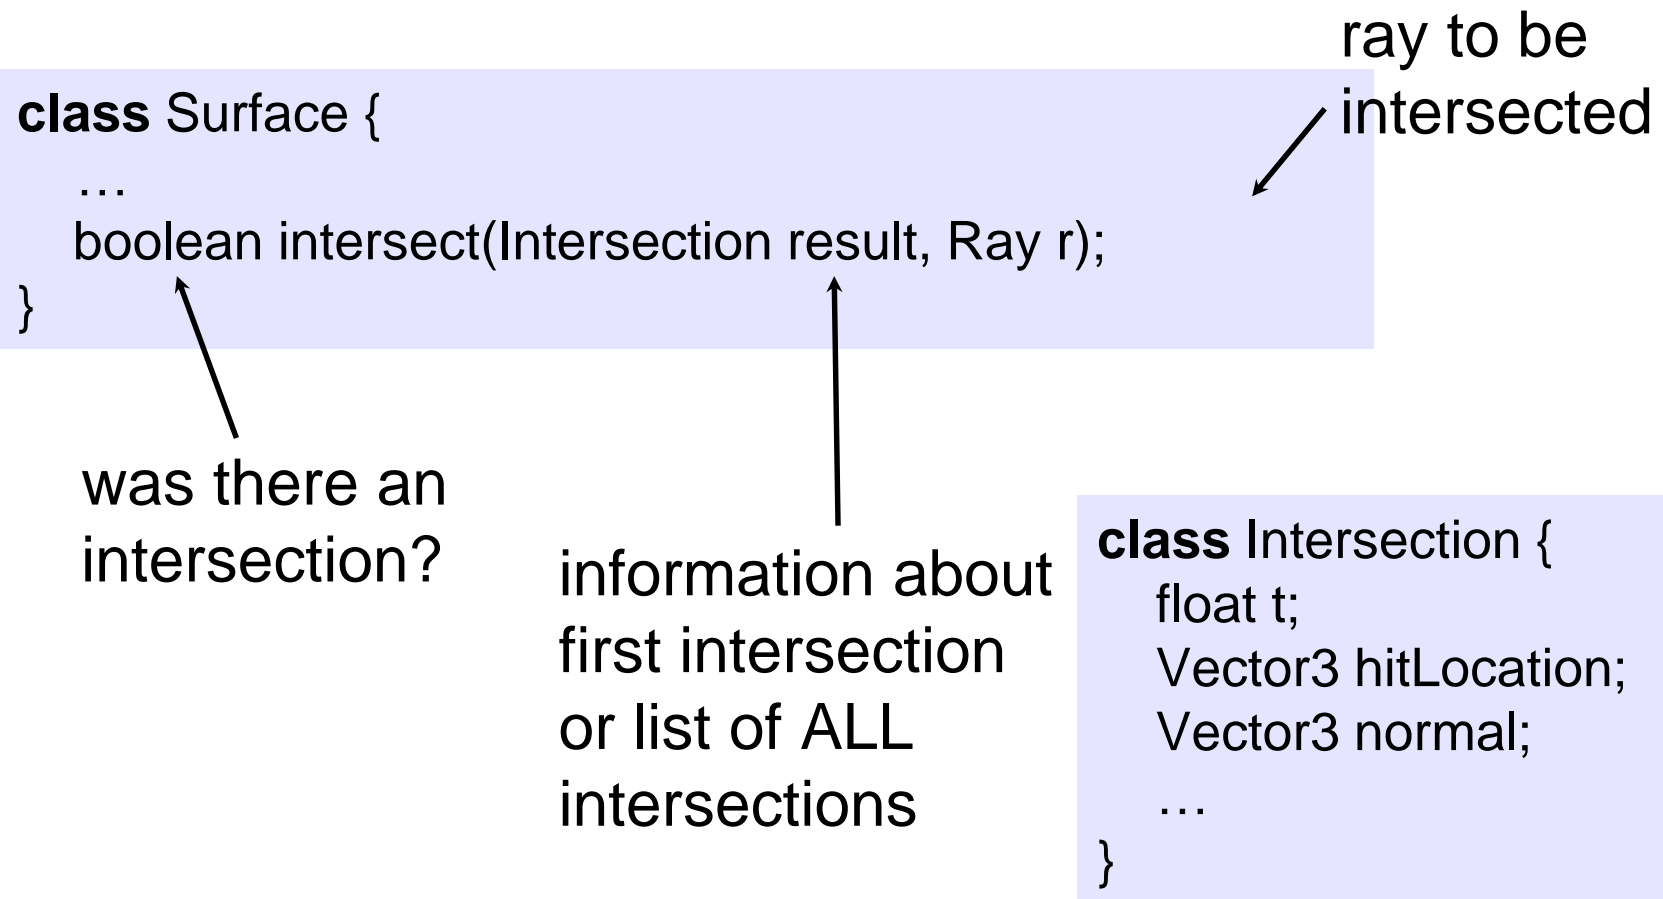 ray to be
intersected
class Surface {
…
boolean intersect(Intersection result, Ray r);
}
was there an
intersection?
information about
first intersection
or list of ALL
intersections
class Intersection {
float t;
Vector3 hitLocation;
Vector3 normal;
…
}